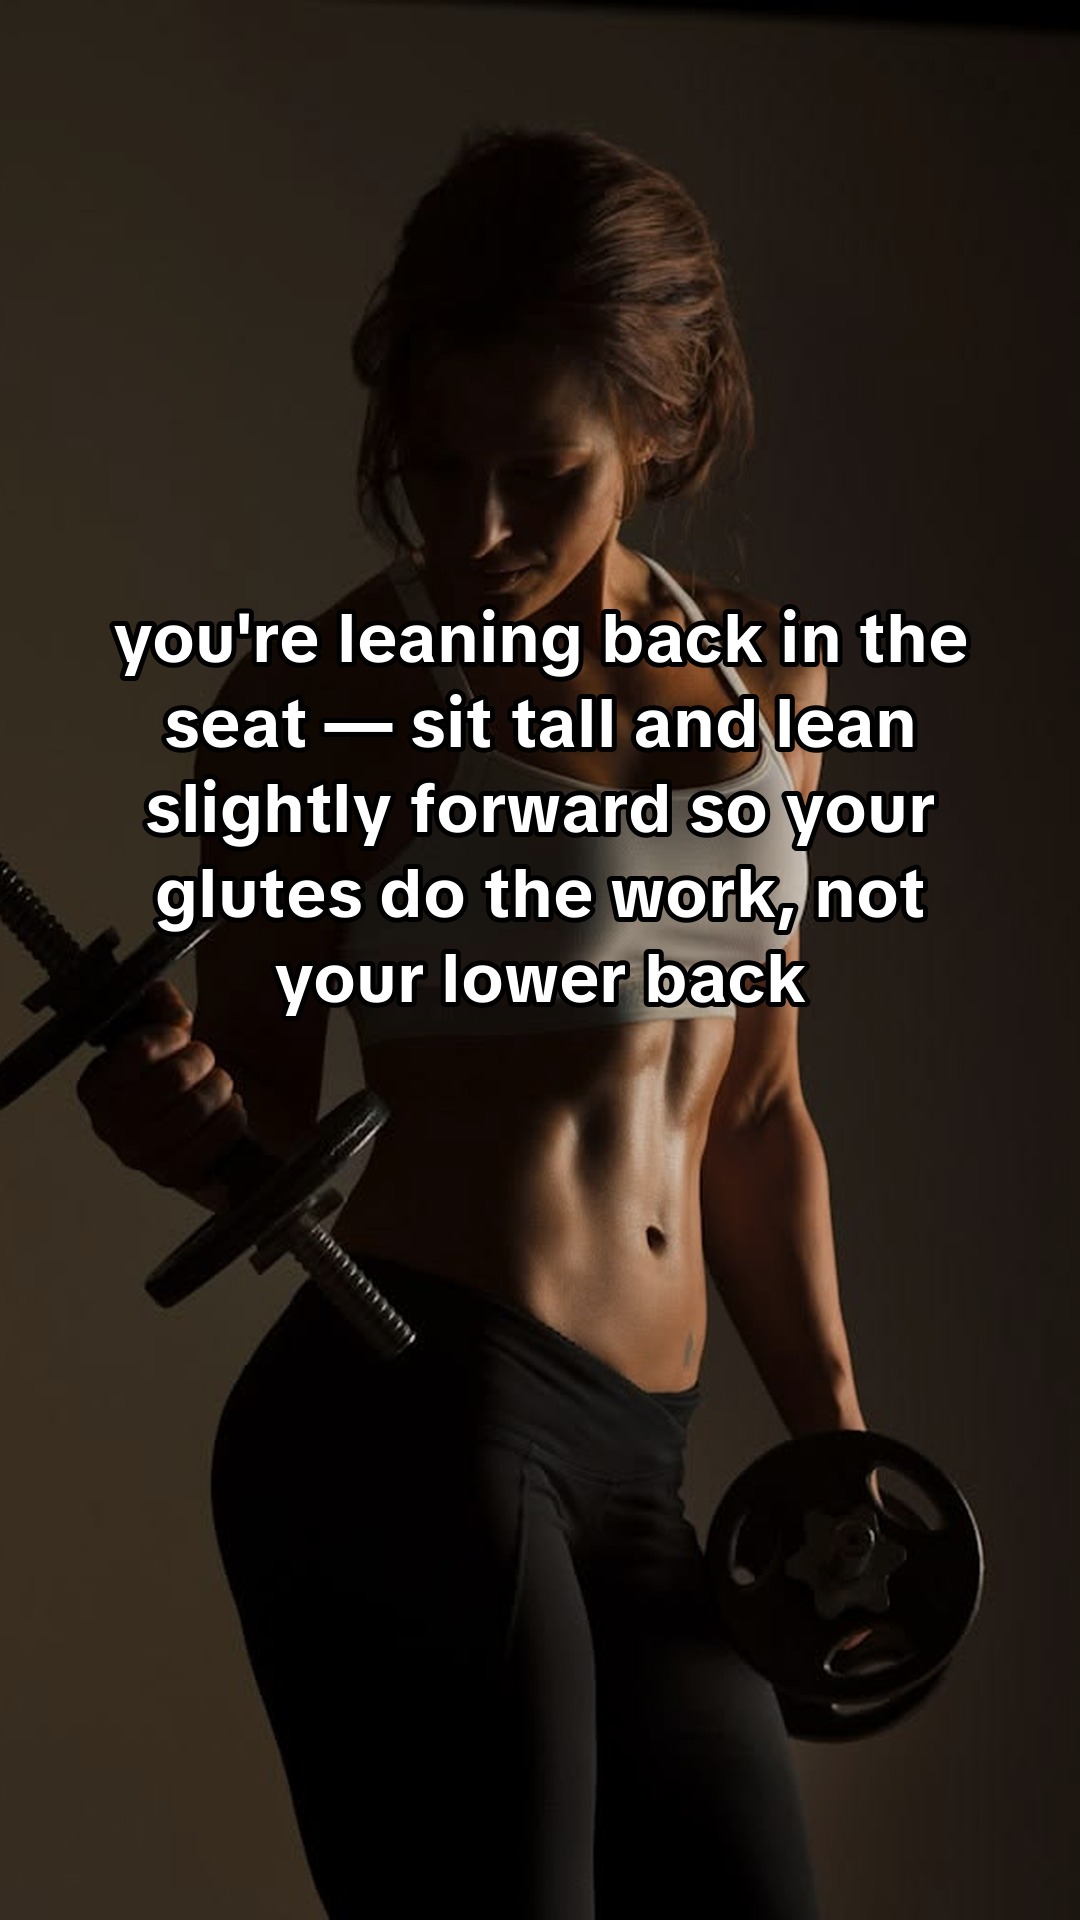 you're leaning back in the
seat — sit tall and lean
slightly forward so your
glutes do the work, not
your lower back